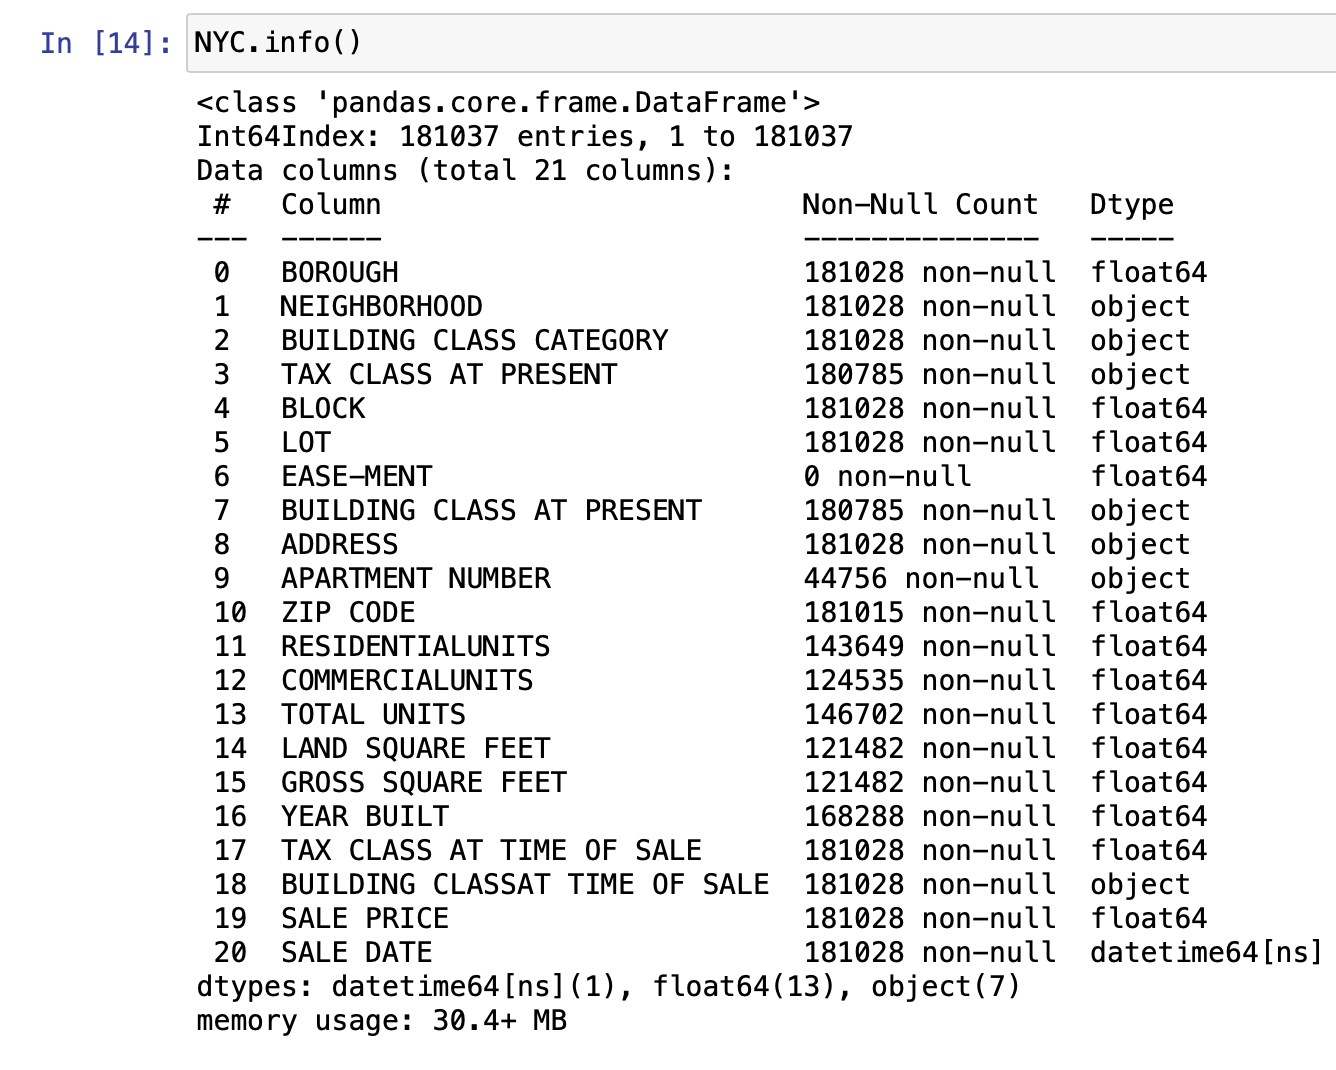 In [14]: NYC.info()
<class 'pandas.core.frame.DataFrame'>
Int64Index: 181037 entries, 1 to 181037
Data columns (total 21 columns):
 #   Column                         Non-Null Count   Dtype
---  ------                         --------------   -----
 0   BOROUGH                        181028 non-null  float64
 1   NEIGHBORHOOD                   181028 non-null  object
 2   BUILDING CLASS CATEGORY        181028 non-null  object
 3   TAX CLASS AT PRESENT           180785 non-null  object
 4   BLOCK                          181028 non-null  float64
 5   LOT                            181028 non-null  float64
 6   EASE-MENT                      0 non-null       float64
 7   BUILDING CLASS AT PRESENT      180785 non-null  object
 8   ADDRESS                        181028 non-null  object
 9   APARTMENT NUMBER               44756 non-null   object
 10  ZIP CODE                       181015 non-null  float64
 11  RESIDENTIALUNITS               143649 non-null  float64
 12  COMMERCIALUNITS                124535 non-null  float64
 13  TOTAL UNITS                    146702 non-null  float64
 14  LAND SQUARE FEET               121482 non-null  float64
 15  GROSS SQUARE FEET              121482 non-null  float64
 16  YEAR BUILT                     168288 non-null  float64
 17  TAX CLASS AT TIME OF SALE      181028 non-null  float64
 18  BUILDING CLASSAT TIME OF SALE  181028 non-null  object
 19  SALE PRICE                     181028 non-null  float64
 20  SALE DATE                      181028 non-null  datetime64[ns]
dtypes: datetime64[ns](1), float64(13), object(7)
memory usage: 30.4+ MB